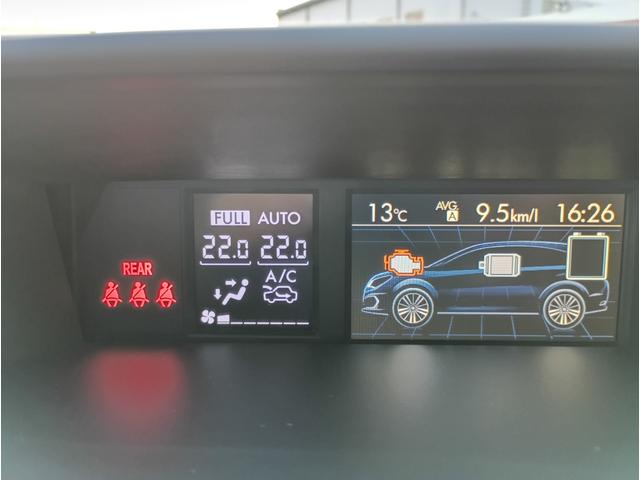 REAR
FULL AUTO
22.0 22.0
A/C
13°C AVG. A 9.5km/l 16:26